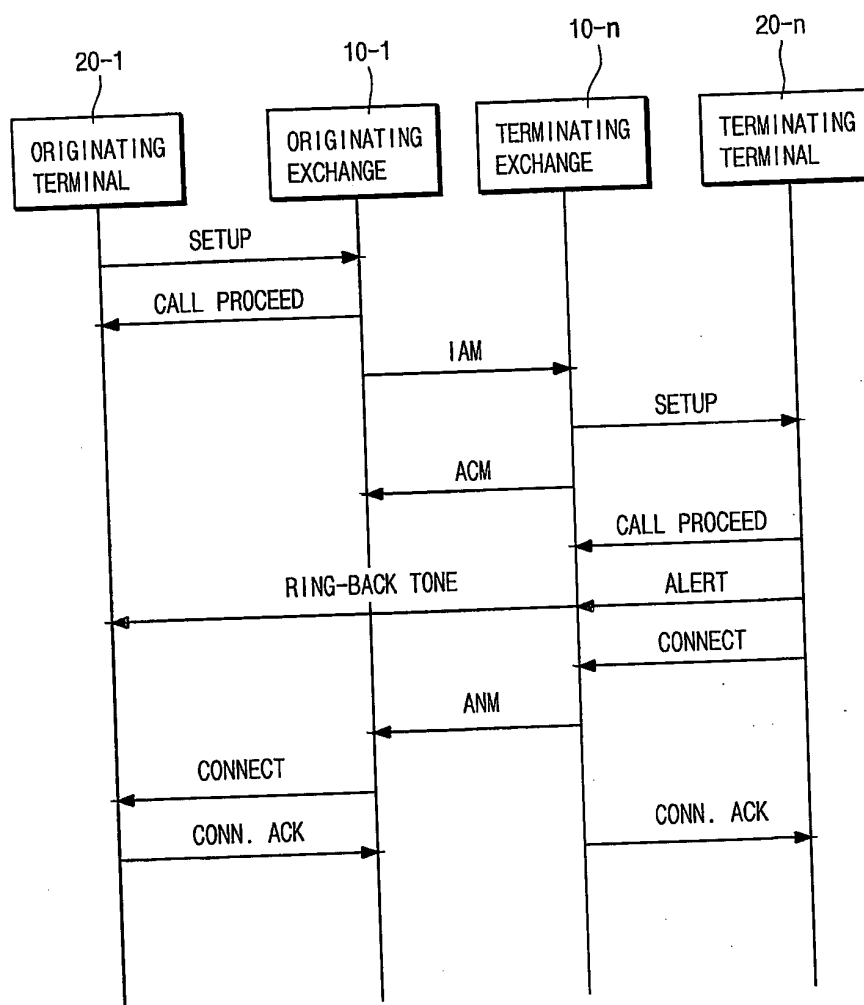 20-1
10-1
10-n
20-n
ORIGINATING
TERMINAL
ORIGINATING
EXCHANGE
TERMINATING
EXCHANGE
TERMINATING
TERMINAL
SETUP
CALL PROCEED
IAM
SETUP
ACM
CALL PROCEED
RING-BACK TONE
ALERT
CONNECT
ANM
CONNECT
CONN. ACK
CONN. ACK